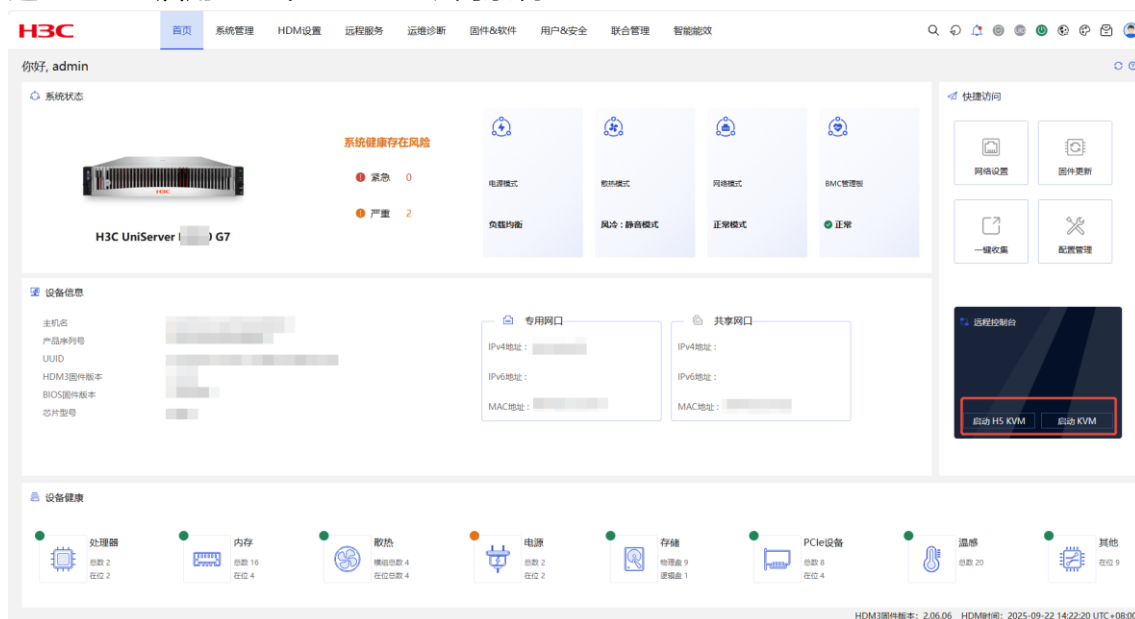 H3C 首页 系统管理 HDM设置 远程服务 运维诊断 固件&软件 用户&安全 联合管理 智能能效
你好, admin
系统状态
系统健康存在风险
紧急 0
严重 2
H3C
H3C UniServer G7
电源模式
负载均衡
散热模式
风冷：静音模式
网络模式
正常模式
BMC管理板
正常
快捷访问
网络设置
固件更新
一键收集
配置管理
设备信息
主机名
产品序列号
UUID
HDM3固件版本
BIOS固件版本
芯片型号
专用网口
IPv4地址：
IPv6地址：
MAC地址：
共享网口
IPv4地址：
IPv6地址：
MAC地址：
远程控制台
启动 H5 KVM 启动 KVM
设备健康
处理器
总数 2
在位 2
内存
总数 16
在位 4
散热
模组总数 4
在位总数 4
电源
总数 2
在位 2
存储
物理盘 9
逻辑盘 1
PCIe设备
总数 8
在位 4
温感
总数 20
其他
在位 9
HDM3固件版本：2.06.06 HDM时间：2025-09-22 14:22:20 UTC+08:00